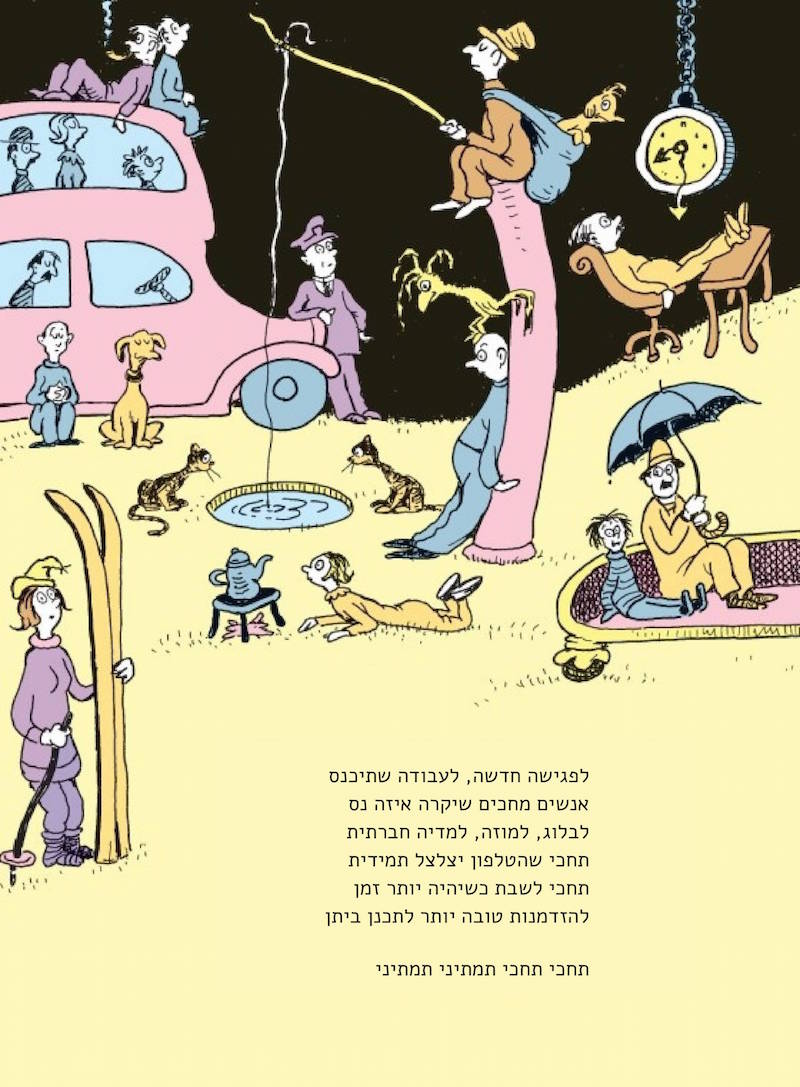 לפגישה חדשה, לעבודה שתיכנס
אנשים מחכים שיקרה איזה נס
לבלוג, למוזה, למדיה חברתית
תחכי שהטלפון יצלצל תמידית
תחכי לשבת כשיהיה יותר זמן
להזדמנות טובה יותר לתכנן ביתן
תחכי תחכי תמתיני תמתיני